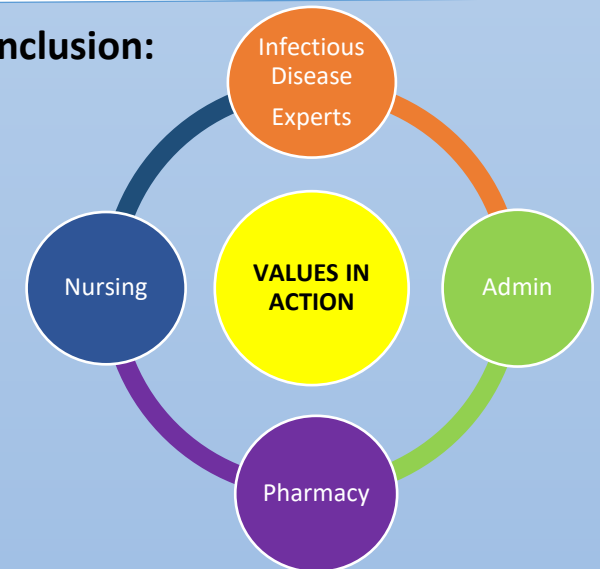 nclusion:
Infectious
Disease
Experts
Nursing
VALUES IN
ACTION
Admin
Pharmacy